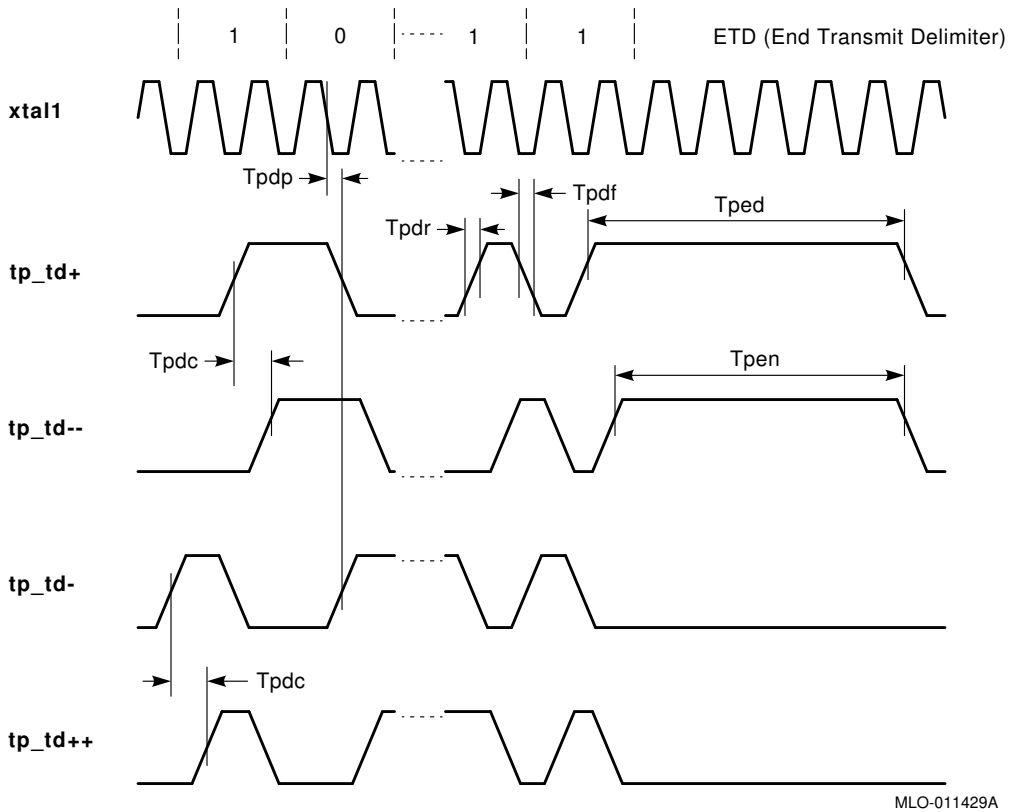 1 0 1 1 ETD (End Transmit Delimiter)
xtal1
Tpdp
Tpdf
Tped
Tpdr
tp_td+
Tpdc
Tpen
tp_td--
tp_td-
Tpdc
tp_td++
MLO-011429A